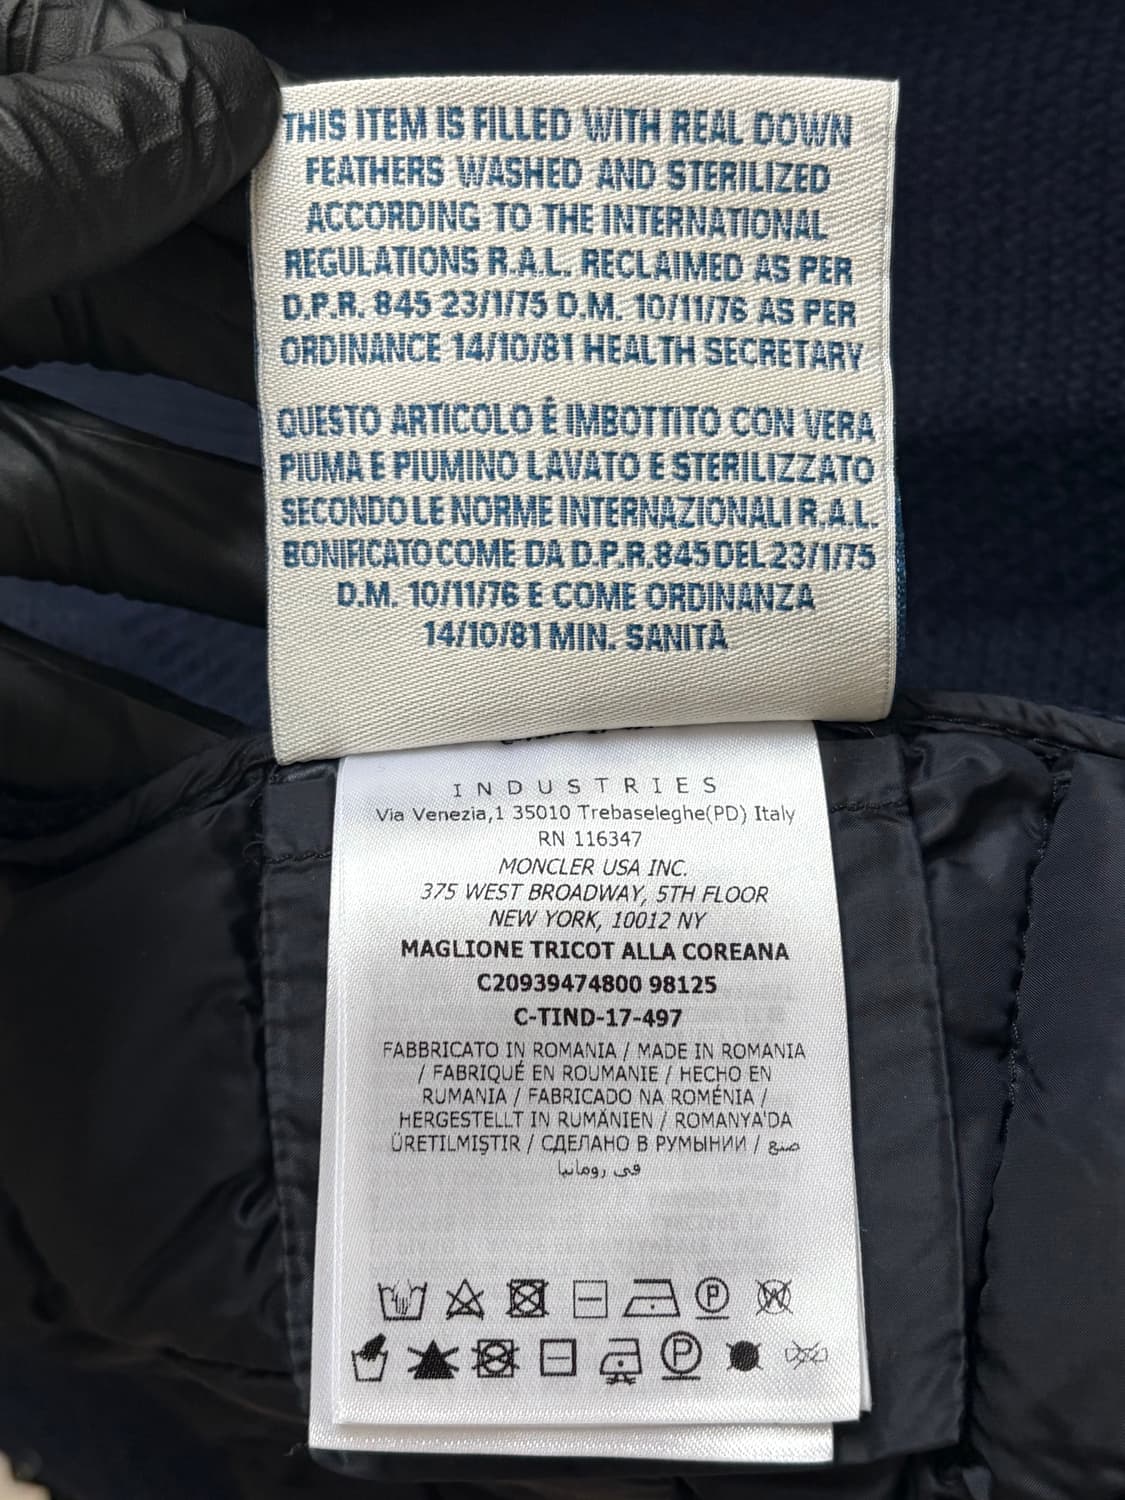 THIS ITEM IS FILLED WITH REAL DOWN
FEATHERS WASHED AND STERILIZED
ACCORDING TO THE INTERNATIONAL
REGULATIONS R.A.L. RECLAIMED AS PER
D.P.R. 845 23/1/75 D.M. 10/11/76 AS PER
ORDINANCE 14/10/81 HEALTH SECRETARY
QUESTO ARTICOLO É IMBOTTITO CON VERA
PIUMA E PIUMINO LAVATO E STERILIZZATO
SECONDO LE NORME INTERNAZIONALI R.A.L.
BONIFICATO COME DA D.P.R.845 DEL 23/1/75
D.M. 10/11/76 E COME ORDINANZA
14/10/81 MIN. SANITÀ
INDUSTRIES
Via Venezia,1 35010 Trebaseleghe(PD) Italy
RN 116347
MONCLER USA INC.
375 WEST BROADWAY, 5TH FLOOR
NEW YORK, 10012 NY
MAGLIONE TRICOT ALLA COREANA
C20939474800 98125
C-TIND-17-497
FABBRICATO IN ROMANIA / MADE IN ROMANIA
/ FABRIQUÉ EN ROUMANIE / HECHO EN
RUMANIA / FABRICADO NA ROMÉNIA /
HERGESTELLT IN RUMÄNIEN / ROMANYA'DA
ÜRETILMIŞTIR / СДЕЛАНО В РУМЫНИИ / صنع
في رومانيا
P W
P